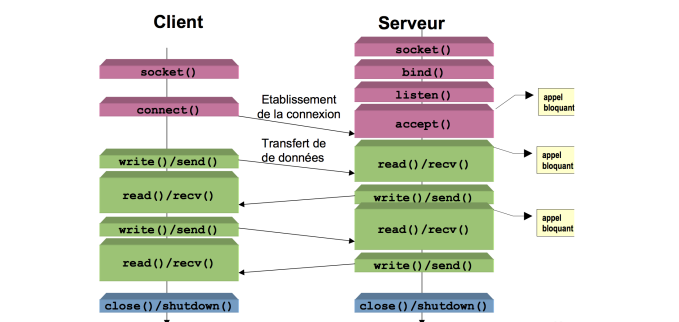 Client
Serveur
socket()
socket()
bind()
listen()
appel
bloquant
connect()
Etablissement
de la connexion
accept()
Transfert de
de données
write()/send()
read()/recv()
appel
bloquant
read()/recv()
write()/send()
write()/send()
read()/recv()
appel
bloquant
read()/recv()
write()/send()
close()/shutdown()
close()/shutdown()